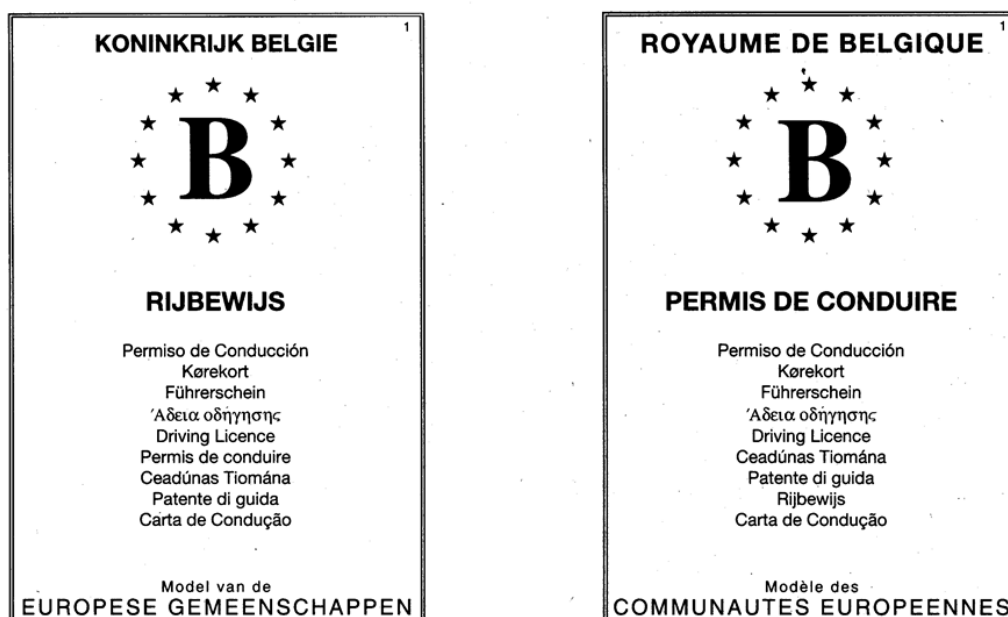 1
KONINKRIJK BELGIE
B
RIJBEWIJS
Permiso de Conducción
Kørekort
Führerschein
Άδεια οδήγησης
Driving Licence
Permis de conduire
Ceadúnas Tiomána
Patente di guida
Carta de Condução
Model van de
EUROPESE GEMEENSCHAPPEN
1
ROYAUME DE BELGIQUE
B
PERMIS DE CONDUIRE
Permiso de Conducción
Kørekort
Führerschein
Άδεια οδήγησης
Driving Licence
Ceadúnas Tiomána
Patente di guida
Rijbewijs
Carta de Condução
Modèle des
COMMUNAUTES EUROPEENNES